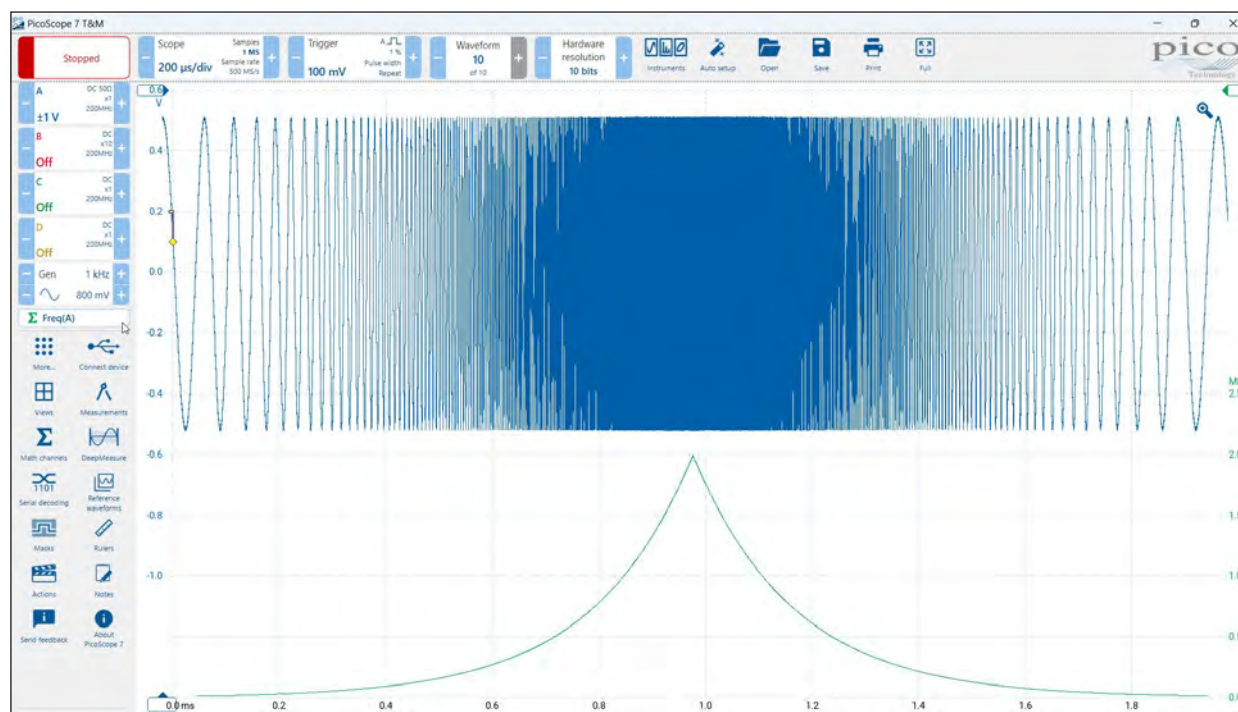 PicoScope 7 T&M
Stopped
Scope
200 µs/div
Samples
1 MS
Sample rate
500 MS/s
Trigger
100 mV
A
1 %
Pulse width
Repeat
Waveform
10
of 10
Hardware
resolution
10 bits
Instruments
Auto setup
Open
Save
Print
Full
pico
Technology
A
DC 50Ω
x1
200MHz
±1 V
B
DC
x10
200MHz
Off
C
DC
x1
200MHz
Off
D
DC
x1
200MHz
Off
Gen
1 kHz
800 mV
Σ Freq(A)
More...
Connect device
Views
Measurements
Math channels
DeepMeasure
1101
Serial decoding
Reference
waveforms
Masks
Rulers
Actions
Notes
Send feedback
About
PicoScope 7
0.6
V
0.4
0.2
0.0
-0.2
-0.4
-0.6
-0.8
-1.0
M
2.
2.
1.
1.
0.
0.
0.0 ms
0.2
0.4
0.6
0.8
1.0
1.2
1.4
1.6
1.8